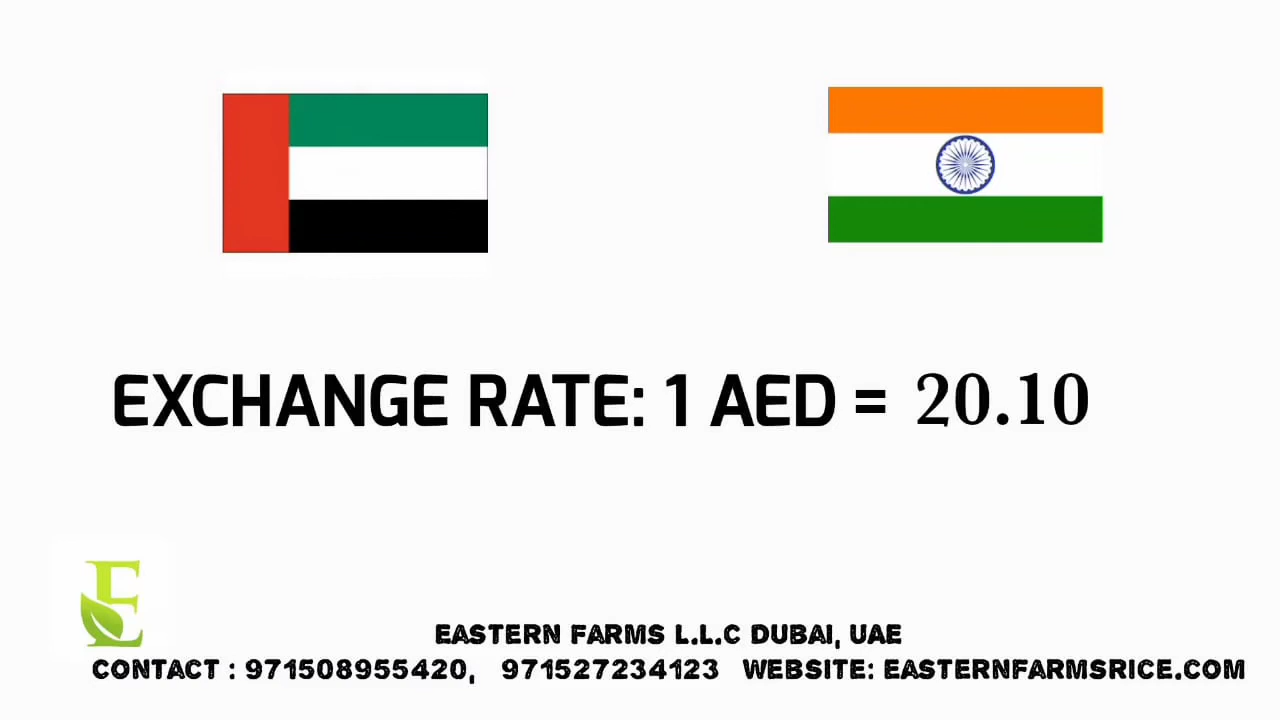 EXCHANGE RATE: 1 AED = 20.10
E
EASTERN FARMS L.L.C DUBAI, UAE
CONTACT : 971508955420, 971527234123 WEBSITE: EASTERNFARMSRICE.COM